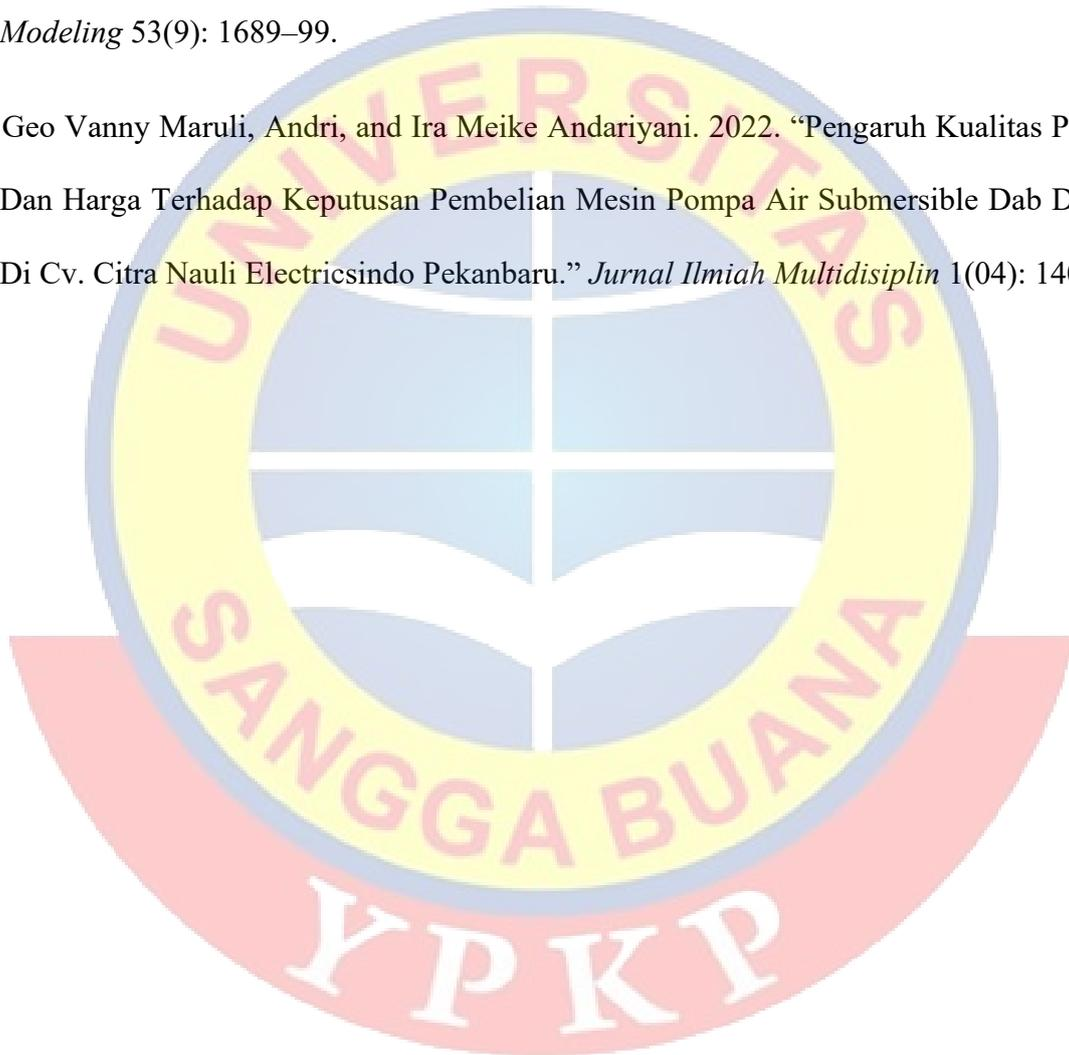 Modeling 53(9): 1689–99.
Geo Vanny Maruli, Andri, and Ira Meike Andariyani. 2022. “Pengaruh Kualitas P
Dan Harga Terhadap Keputusan Pembelian Mesin Pompa Air Submersible Dab D
Di Cv. Citra Nauli Electricsindo Pekanbaru.” Jurnal Ilmiah Multidisiplin 1(04): 140
UNIVERSITAS
SANGGA BUANA
YPKP